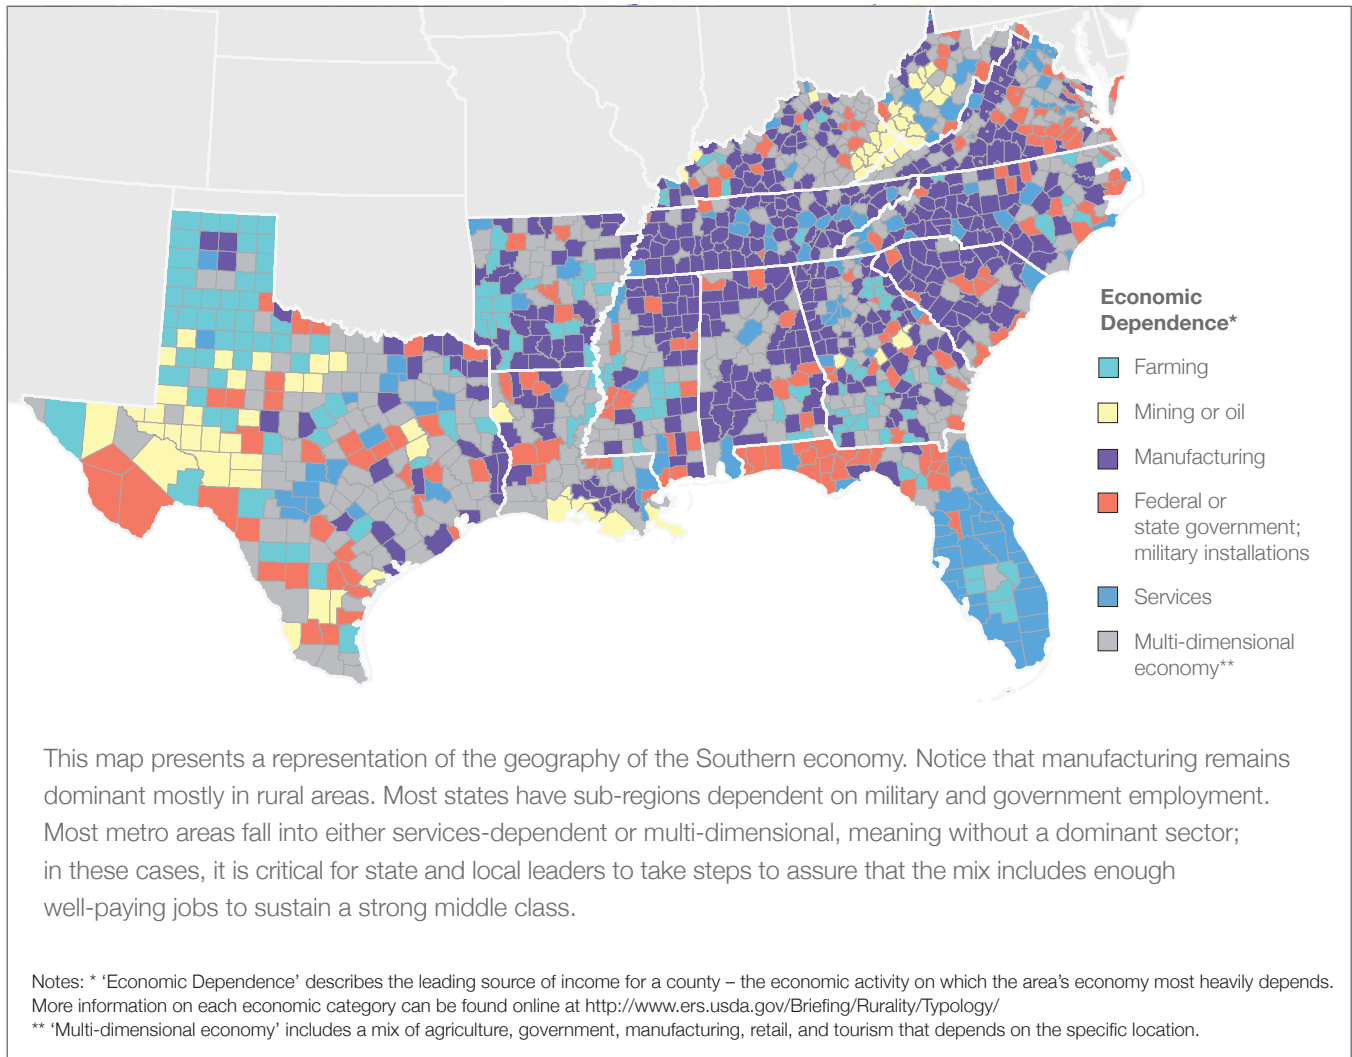 Economic
Dependence*
Farming
Mining or oil
Manufacturing
Federal or
state government;
military installations
Services
Multi-dimensional
economy**
This map presents a representation of the geography of the Southern economy. Notice that manufacturing remains
dominant mostly in rural areas. Most states have sub-regions dependent on military and government employment.
Most metro areas fall into either services-dependent or multi-dimensional, meaning without a dominant sector;
in these cases, it is critical for state and local leaders to take steps to assure that the mix includes enough
well-paying jobs to sustain a strong middle class.
Notes: * ‘Economic Dependence’ describes the leading source of income for a county – the economic activity on which the area’s economy most heavily depends.
More information on each economic category can be found online at http://www.ers.usda.gov/Briefing/Rurality/Typology/
** ‘Multi-dimensional economy’ includes a mix of agriculture, government, manufacturing, retail, and tourism that depends on the specific location.